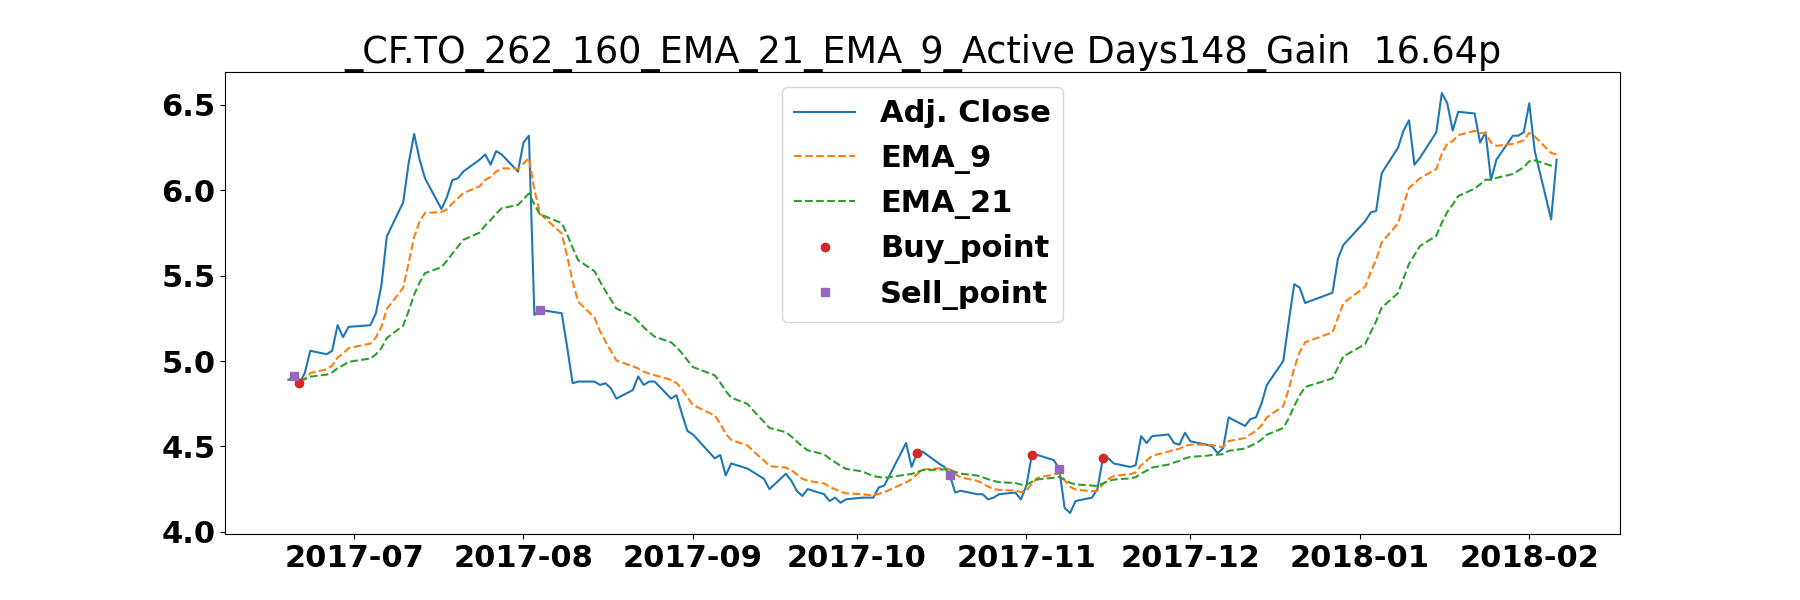 _CF.TO_262_160_EMA_21_EMA_9_Active Days148_Gain  16.64p
6.5
6.0
5.5
5.0
4.5
4.0
Adj. Close
EMA_9
EMA_21
Buy_point
Sell_point
2017-07 2017-08 2017-09 2017-10 2017-11 2017-12 2018-01 2018-02